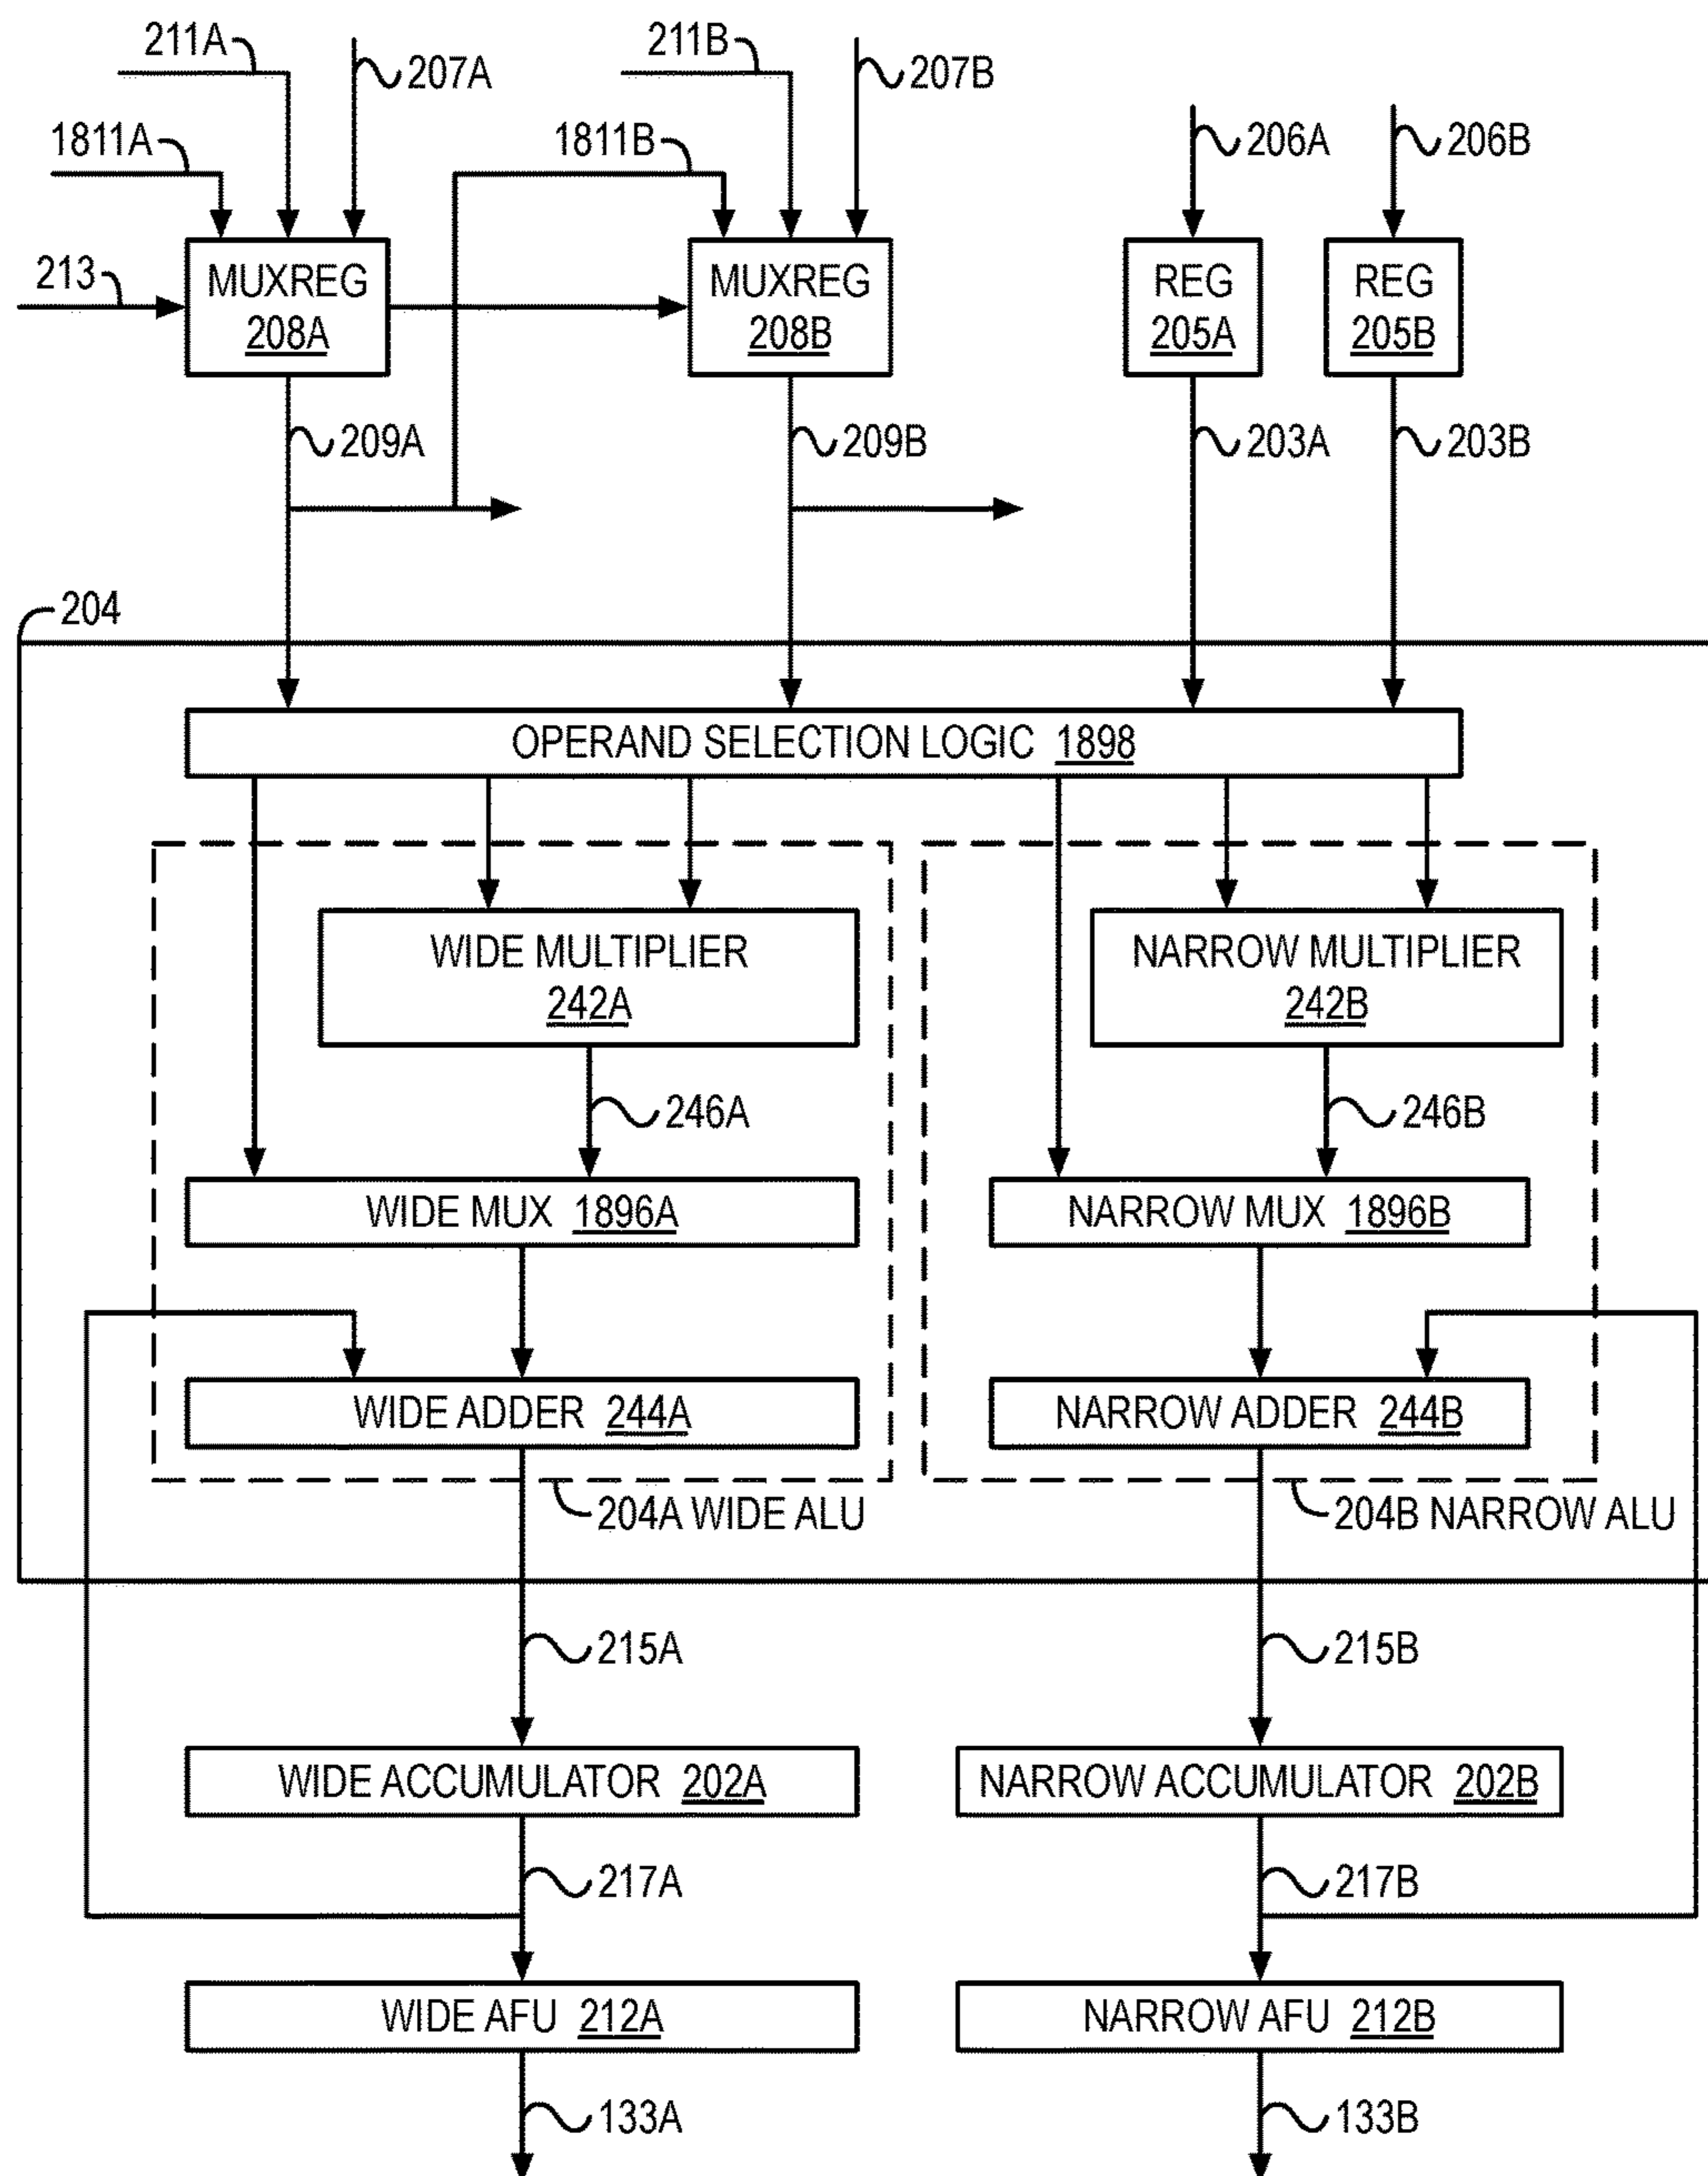 211A
207A
211B
207B
1811A
1811B
206A
206B
213
MUXREG
208A
MUXREG
208B
REG
205A
REG
205B
209A
209B
203A
203B
204
OPERAND SELECTION LOGIC 1898
WIDE MULTIPLIER
242A
NARROW MULTIPLIER
242B
246A
246B
WIDE MUX 1896A
NARROW MUX 1896B
WIDE ADDER 244A
NARROW ADDER 244B
204A WIDE ALU
204B NARROW ALU
215A
215B
WIDE ACCUMULATOR 202A
NARROW ACCUMULATOR 202B
217A
217B
WIDE AFU 212A
NARROW AFU 212B
133A
133B